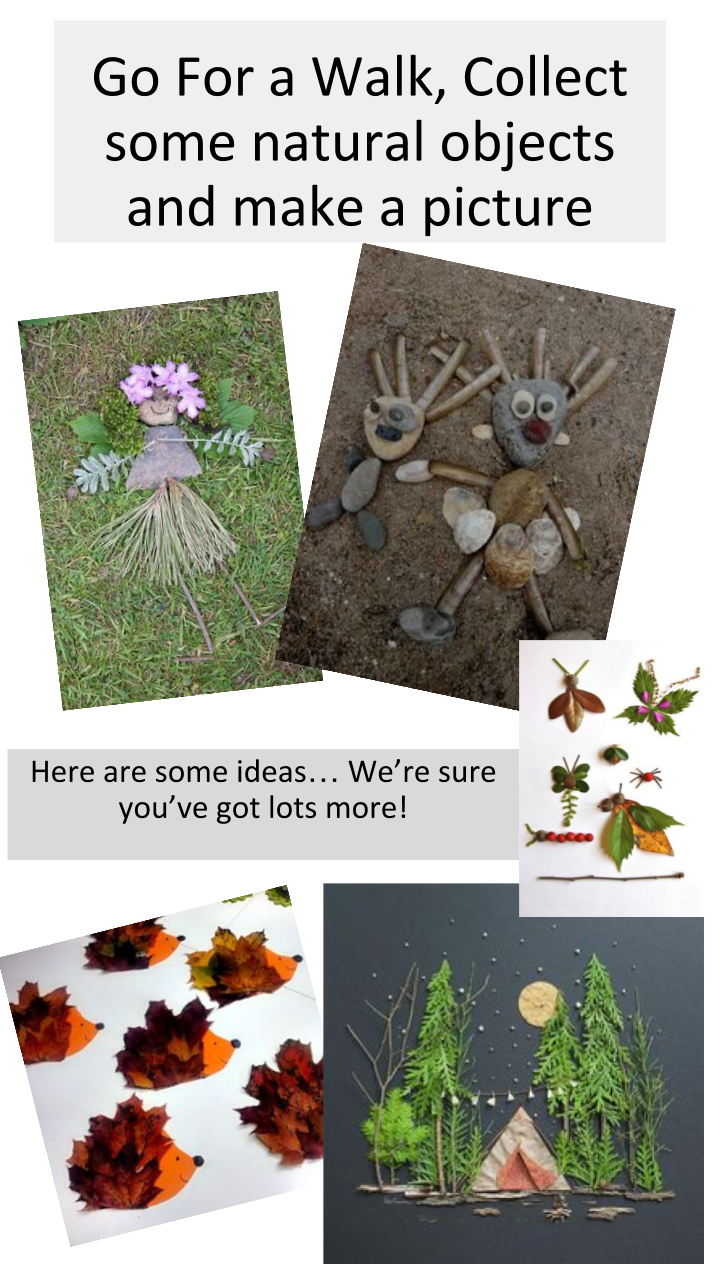 Go For a Walk, Collect
some natural objects
and make a picture
Here are some ideas… We’re sure
you’ve got lots more!